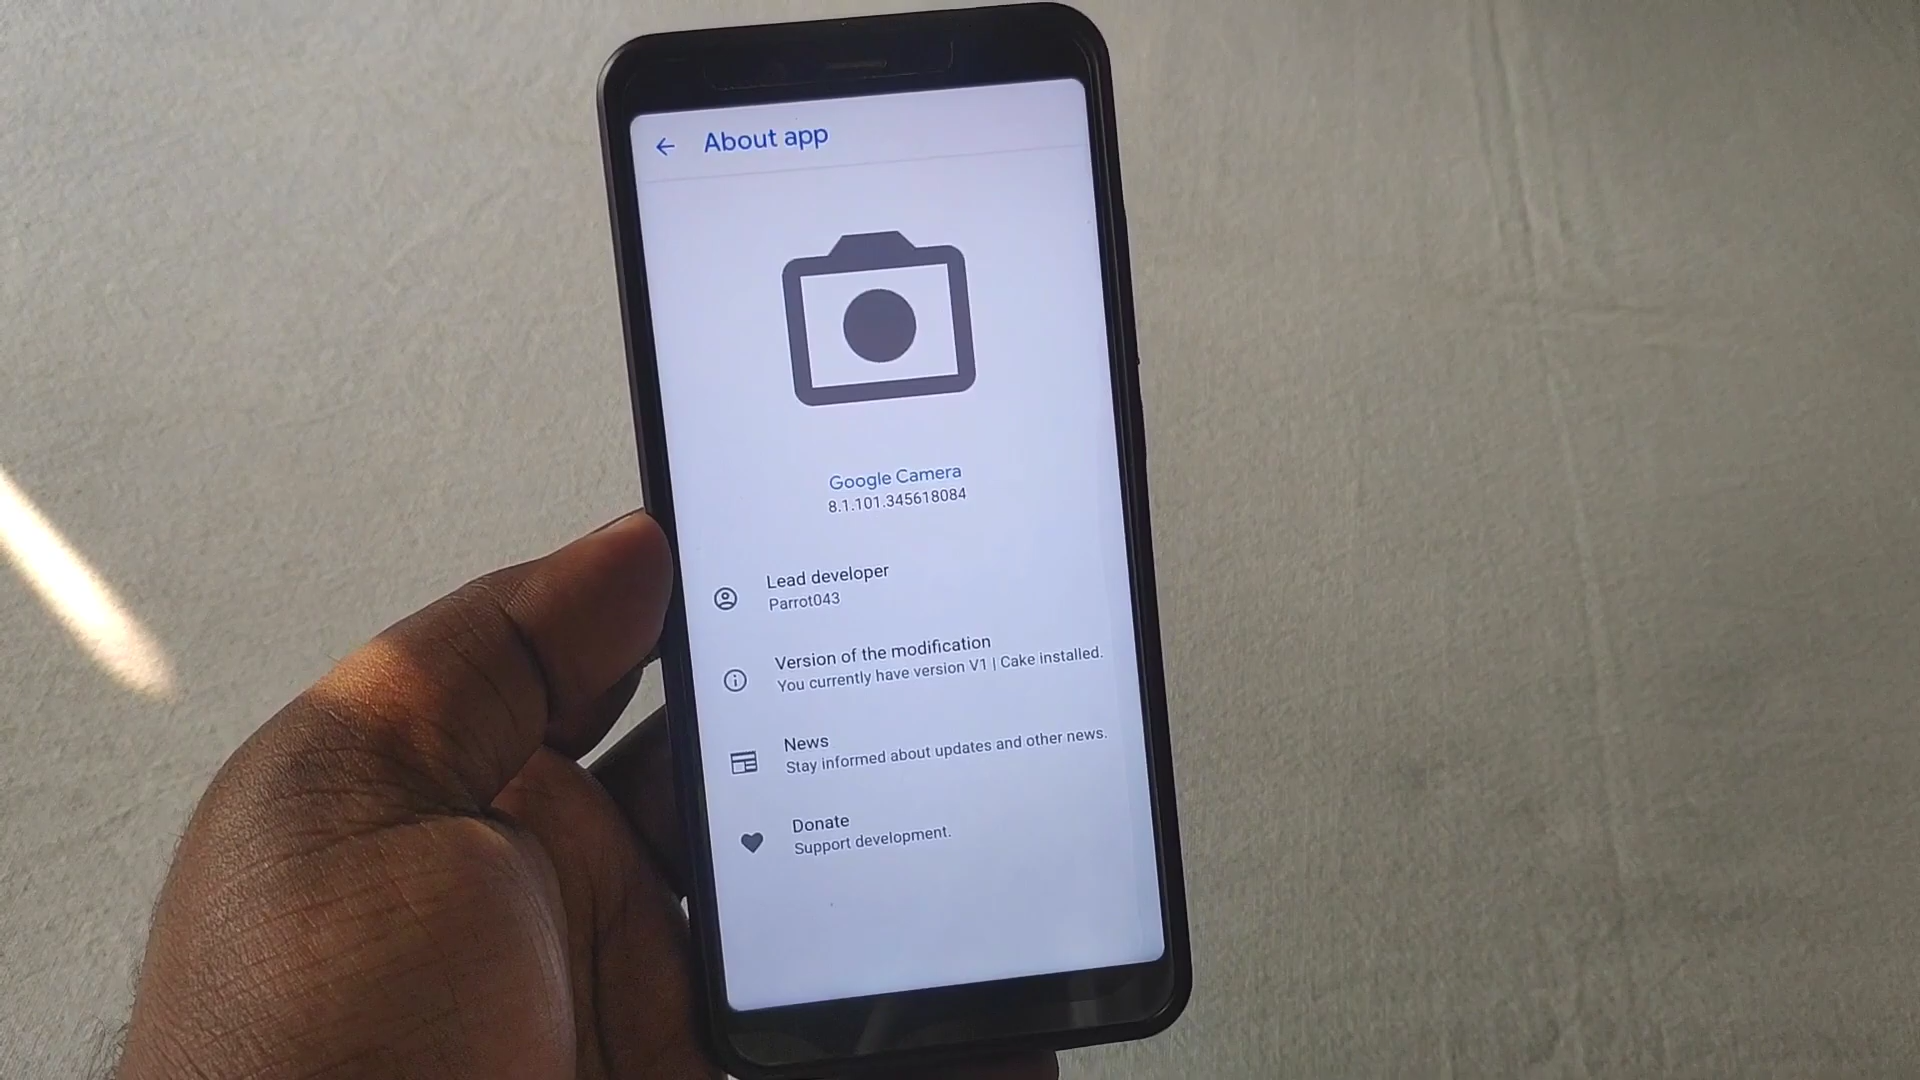 About app
Google Camera
8.1.101.345618084
Lead developer
Parrot043
Version of the modification
You currently have version V1 | Cake installed.
News
Stay informed about updates and other news.
Donate
Support development.